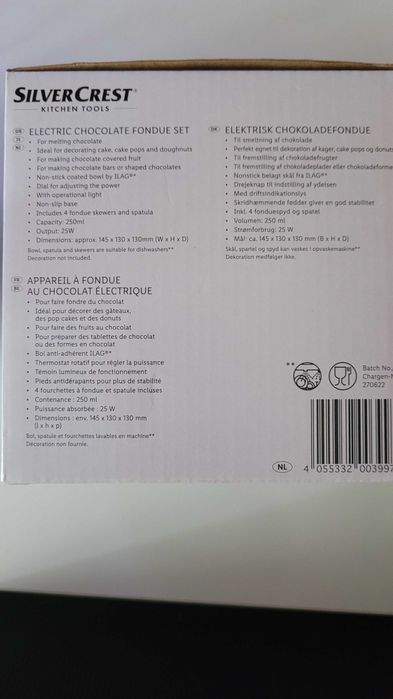 SILVERCREST®
KITCHEN TOOLS
GB
IE
NI
ELECTRIC CHOCOLATE FONDUE SET
• For melting chocolate
• Ideal for decorating cake, cake pops and doughnuts
• For making chocolate covered fruit
• For making chocolate bars or shaped chocolates
• Non-stick coated bowl by ILAG®*
• Dial for adjusting the power
• With operational light
• Non-slip base
• Includes 4 fondue skewers and spatula
• Capacity: 250ml
• Output: 25W
• Dimensions: approx. 145 x 130 x 130mm (W x H x D)
Bowl, spatula and skewers are suitable for dishwashers**
Decoration not included.
FR
BE
APPAREIL À FONDUE
AU CHOCOLAT ÉLECTRIQUE
• Pour faire fondre du chocolat
• Idéal pour décorer des gâteaux,
des pop cakes et des donuts
• Pour faire des fruits au chocolat
• Pour préparer des tablettes de chocolat
ou des formes en chocolat
• Bol anti-adhérent ILAG®*
• Thermostat rotatif pour régler la puissance
• Témoin lumineux de fonctionnement
• Pieds antidérapants pour plus de stabilité
• 4 fourchettes à fondue et spatule incluses
• Contenance : 250 ml
• Puissance absorbée : 25 W
• Dimensions : env. 145 x 130 x 130 mm
(l x h x p)
Bol, spatule et fourchettes lavables en machine**
Décoration non fournie.
DK
ELEKTRISK CHOKOLADEFONDUE
• Til smeltning af chokolade
• Perfekt egnet til dekoration af kager, cake pops og donuts
• Til fremstilling af chokoladefrugter
• Til fremstilling af chokoladeplader eller chokoladeforme
• Nonstick belagt skål fra ILAG®*
• Drejeknap til indstilling af ydelsen
• Med driftsindikationslys
• Skridhæmmende fødder giver en god stabilitet
• Inkl. 4 fonduespyd og spatel
• Volumen: 250 ml
• Strømforbrug: 25 W
• Mål: ca. 145 x 130 x 130 mm (B x H x D)
Skål, spartel og spyd kan vaskes i opvaskemaskine**
Dekoration medfølger ikke.
**
Batch No.
Chargen-N
270622
NL
4 055332 003997